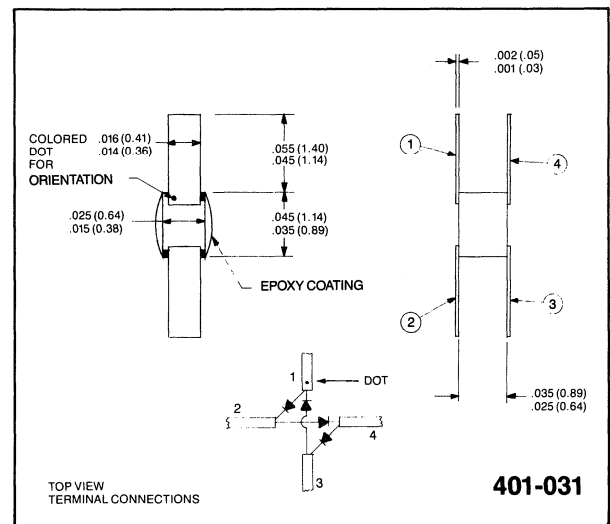 .002 (.05)
.001 (.03)
COLORED
DOT
FOR
ORIENTATION
.016 (0.41)
.014 (0.36)
.055 (1.40)
.045 (1.14)
1
4
.025 (0.64)
.015 (0.38)
.045 (1.14)
.035 (0.89)
EPOXY COATING
2
3
1
DOT
2
4
3
.035 (0.89)
.025 (0.64)
TOP VIEW
TERMINAL CONNECTIONS
401-031